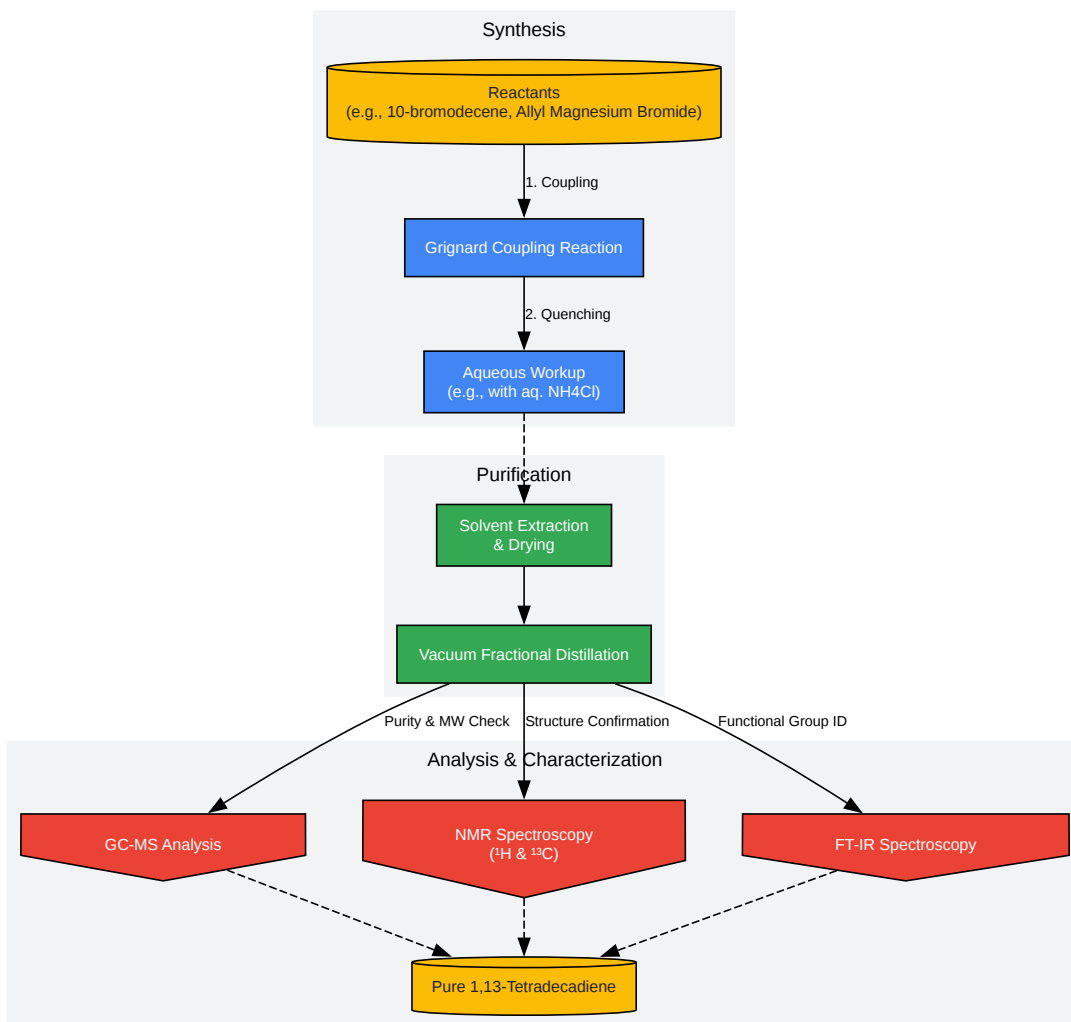 Synthesis
Reactants
(e.g., 10-bromodecene, Allyl Magnesium Bromide)
1. Coupling
Grignard Coupling Reaction
2. Quenching
Aqueous Workup
(e.g., with aq. NH4Cl)
Purification
Solvent Extraction
& Drying
Vacuum Fractional Distillation
Purity & MW Check
Structure Confirmation
Functional Group ID
Analysis & Characterization
GC-MS Analysis
NMR Spectroscopy
(¹H & ¹³C)
FT-IR Spectroscopy
Pure 1,13-Tetradecadiene